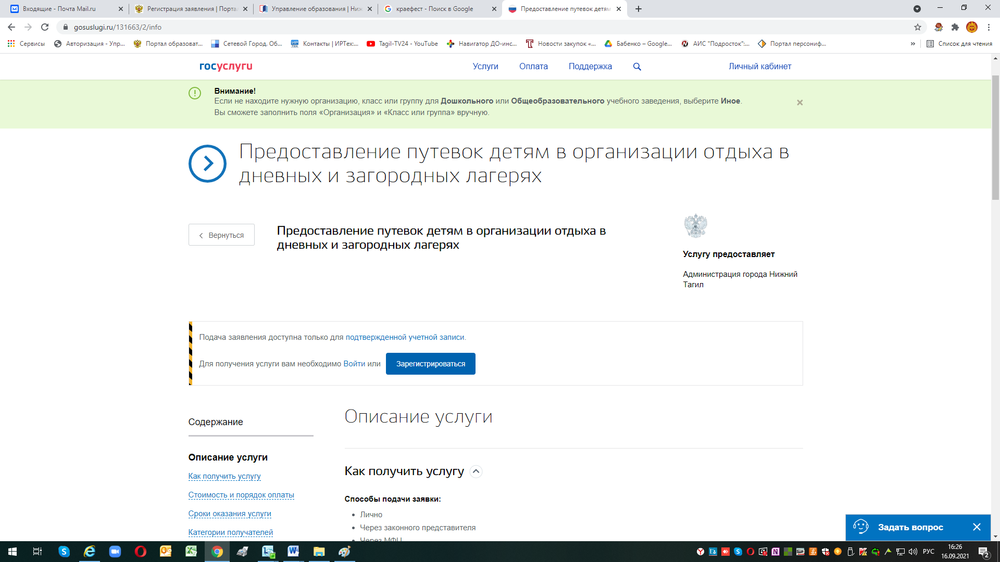 Входящие - Почта Mail.ru
Регистрация заявления | Порта
Управление образования | Ниж
краефест - Поиск в Google
Предоставление путевок детям
gosuslugi.ru/131663/2/info
Сервисы
Авторизация - Упр...
Портал образоват...
Сетевой Город. Об...
Контакты | ИРТех:...
Tagil-TV24 - YouTube
Навигатор ДО-инс...
Новости закупок «...
Бабенко – Google...
АИС "Подросток":...
Портал персониф...
»
Список для чтения
госуслуги
Услуги
Оплата
Поддержка
Личный кабинет
Внимание!
Если не находите нужную организацию, класс или группу для Дошкольного или Общеобразовательного учебного заведения, выберите Иное.
Вы сможете заполнить поля «Организация» и «Класс или группа» вручную.
Предоставление путевок детям в организации отдыха в
дневных и загородных лагерях
Вернуться
Предоставление путевок детям в организации отдыха в
дневных и загородных лагерях
Услугу предоставляет
Администрация города Нижний
Тагил
Подача заявления доступна только для подтвержденной учетной записи.
Для получения услуги вам необходимо Войти или Зарегистрироваться
Содержание
Описание услуги
Как получить услугу
Стоимость и порядок оплаты
Сроки оказания услуги
Категории получателей
Описание услуги
Как получить услугу
Способы подачи заявки:
Лично
Через законного представителя
Через МФЦ
Задать вопрос
РУС
16:26
16.09.2021
2